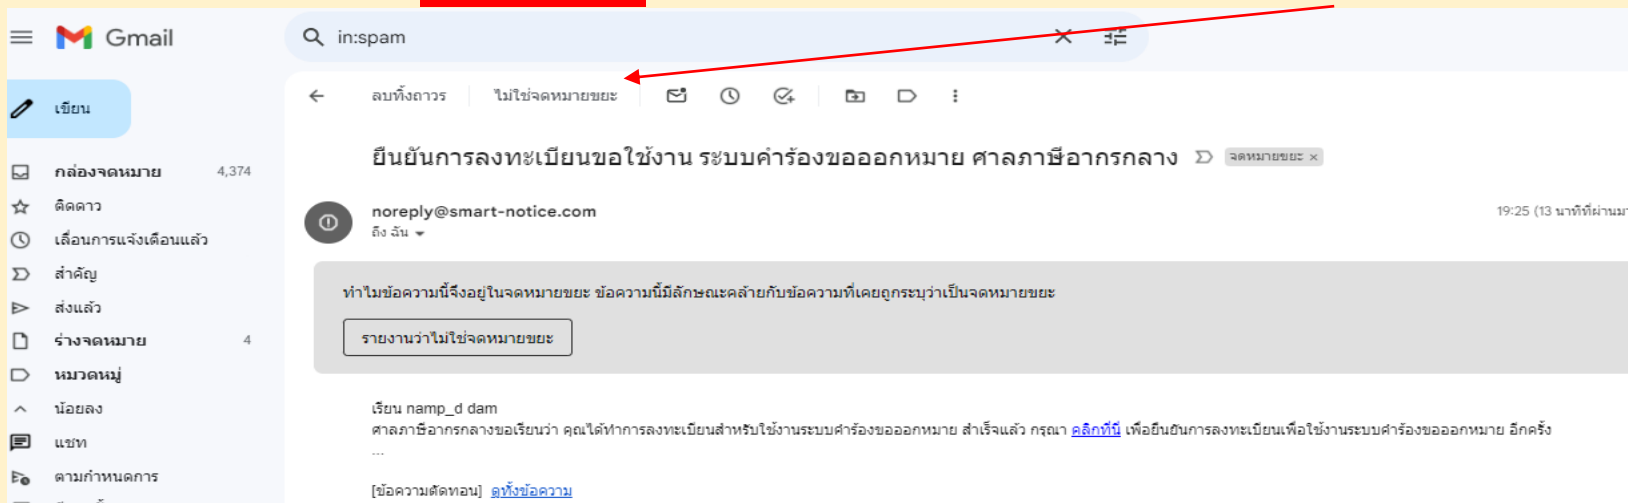 Gmail
in:spam
เขียน
ลบทิ้งถาวร ไม่ใช่จดหมายขยะ
ยืนยันการลงทะเบียนขอใช้งาน ระบบคำร้องขอออกหมาย ศาลภาษีอากรกลาง จดหมายขยะ ×
กล่องจดหมาย 4,374
ติดดาว
noreply@smart-notice.com
19:25 (13 นาทีที่ผ่านมา
ถึง ฉัน
เลื่อนการแจ้งเตือนแล้ว
สำคัญ
ทำไมข้อความนี้จึงอยู่ในจดหมายขยะ ข้อความนี้มีลักษณะคล้ายกับข้อความที่เคยถูกระบุว่าเป็นจดหมายขยะ
ส่งแล้ว
รายงานว่าไม่ใช่จดหมายขยะ
ร่างจดหมาย 4
หมวดหมู่
น้อยลง
เรียน namp_d dam
ศาลภาษีอากรกลางขอเรียนว่า คุณได้ทำการลงทะเบียนสำหรับใช้งานระบบคำร้องขอออกหมาย สำเร็จแล้ว กรุณา คลิกที่นี่ เพื่อยืนยันการลงทะเบียนเพื่อใช้งานระบบคำร้องขอออกหมาย อีกครั้ง
แชท
...
ตามกำหนดการ
[ข้อความตัดทอน] ดูทั้งข้อความ